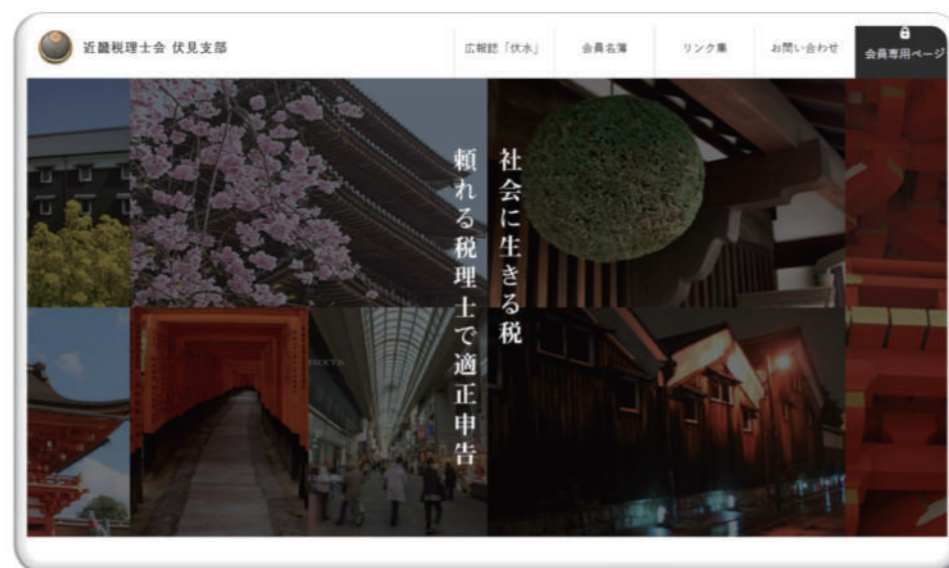 近畿税理士会 伏見支部
広報誌「伏水」
会員名簿
リンク集
お問い合わせ
会員専用ページ
社会に生きる税
頼れる税理士で適正申告
PIXTA